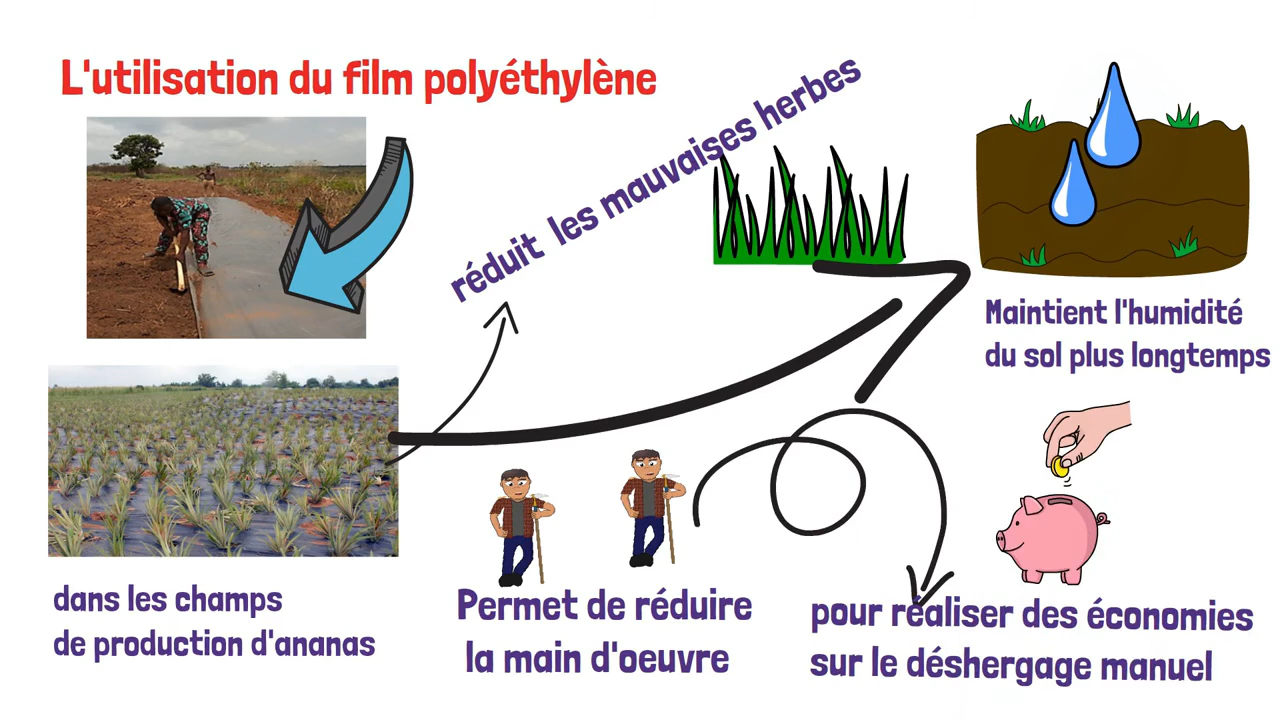 L'utilisation du film polyéthylène
réduit les mauvaises herbes
Maintient l'humidité
du sol plus longtemps
dans les champs
de production d'ananas
Permet de réduire
la main d'oeuvre
pour réaliser des économies
sur le déshergage manuel